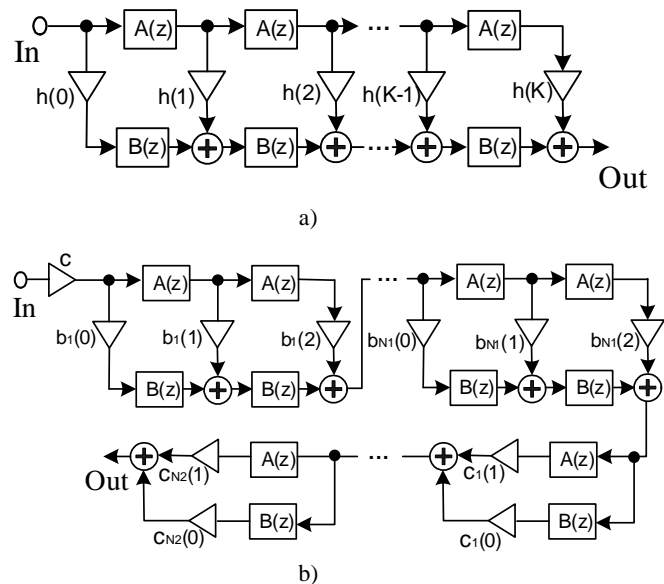 A(z) A(z) ... A(z)
In
h(0) h(1) h(2) h(K-1) h(K)
B(z) + B(z) + ... + B(z) +
Out
a)
c
In
A(z) A(z) ... A(z) A(z)
b1(0) b1(1) b1(2) bN1(0) bN1(1) bN1(2)
B(z) + B(z) + B(z) + B(z) +
+ cN2(1) A(z) ... + c1(1) A(z)
Out
cN2(0) B(z) c1(0) B(z)
b)